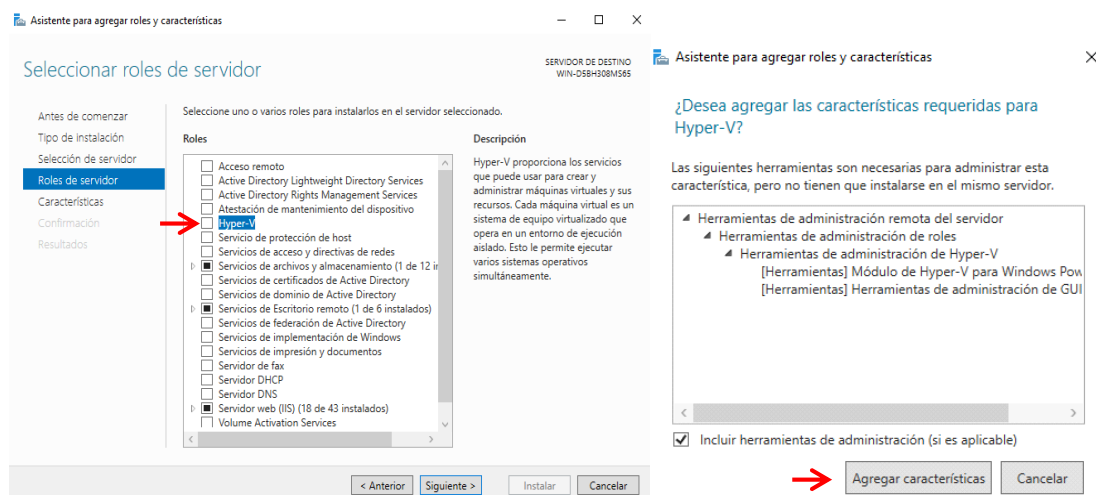 Asistente para agregar roles y características
Seleccionar roles de servidor
SERVIDOR DE DESTINO
WIN-DSBH308MS65
Antes de comenzar
Tipo de instalación
Selección de servidor
Roles de servidor
Características
Confirmación
Resultados
Seleccione uno o varios roles para instalarlos en el servidor seleccionado.
Roles
Acceso remoto
Active Directory Lightweight Directory Services
Active Directory Rights Management Services
Atestación de mantenimiento del dispositivo
Hyper-V
Servicio de protección de host
Servicios de acceso y directivas de redes
Servicios de archivos y almacenamiento (1 de 12 in
Servicios de certificados de Active Directory
Servicios de dominio de Active Directory
Servicios de Escritorio remoto (1 de 6 instalados)
Servicios de federación de Active Directory
Servicios de implementación de Windows
Servicios de impresión y documentos
Servidor de fax
Servidor DHCP
Servidor DNS
Servidor web (IIS) (18 de 43 instalados)
Volume Activation Services
Descripción
Hyper-V proporciona los servicios
que puede usar para crear y
administrar máquinas virtuales y sus
recursos. Cada máquina virtual es un
sistema de equipo virtualizado que
opera en un entorno de ejecución
aislado. Esto le permite ejecutar
varios sistemas operativos
simultáneamente.
< Anterior
Siguiente >
Instalar
Cancelar
Asistente para agregar roles y características
¿Desea agregar las características requeridas para
Hyper-V?
Las siguientes herramientas son necesarias para administrar esta
característica, pero no tienen que instalarse en el mismo servidor.
Herramientas de administración remota del servidor
Herramientas de administración de roles
Herramientas de administración de Hyper-V
[Herramientas] Módulo de Hyper-V para Windows Pow
[Herramientas] Herramientas de administración de GUI
Incluir herramientas de administración (si es aplicable)
Agregar características
Cancelar